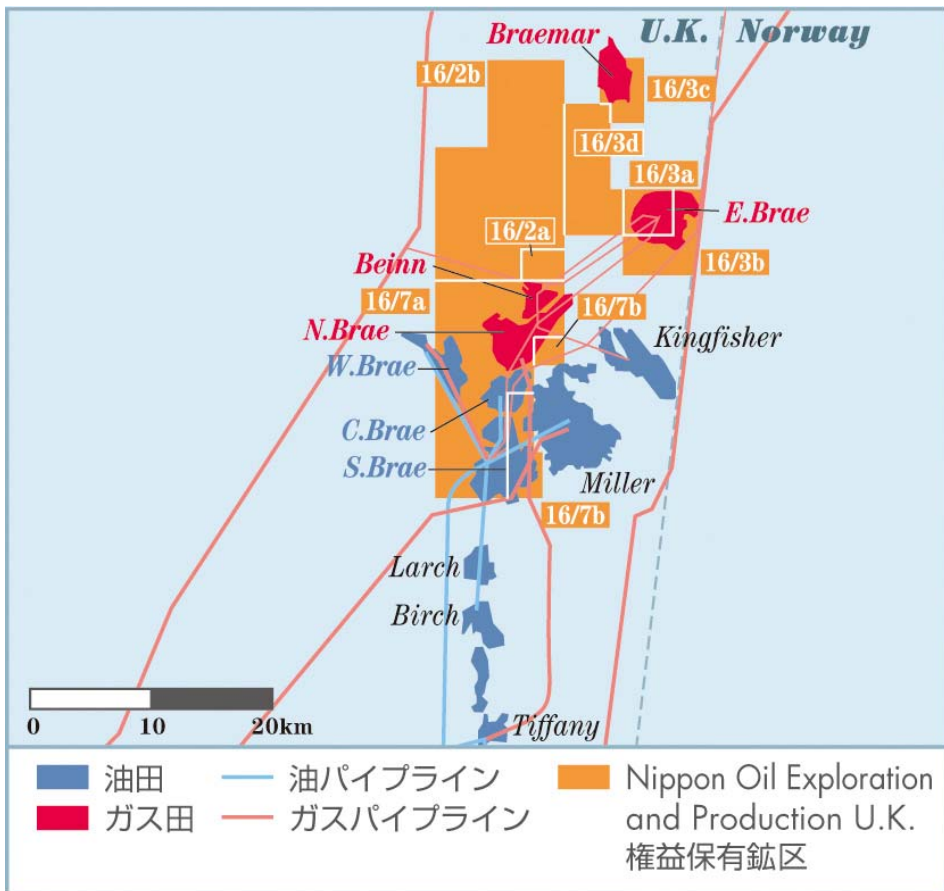 Braemar
U.K.
Norway
16/2b
16/3c
16/3d
16/3a
E.Brae
16/2a
Beinn
16/3b
16/7a
16/7b
N.Brae
Kingfisher
W.Brae
C.Brae
S.Brae
Miller
16/7b
Larch
Birch
0 10 20km
Tiffany
油田
油パイプライン
Nippon Oil Exploration
and Production U.K.
権益保有鉱区
ガス田
ガスパイプライン